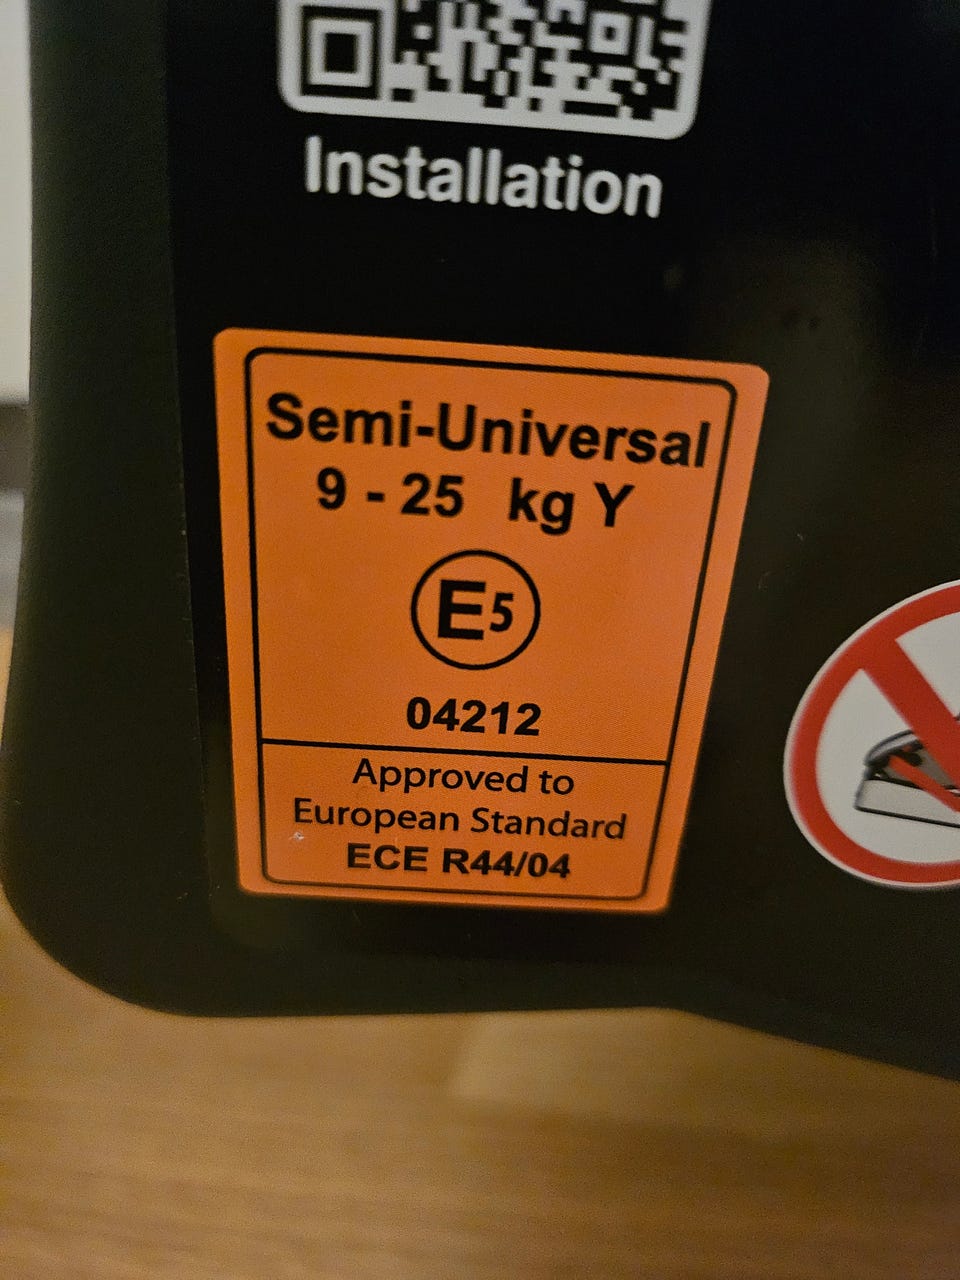 Installation
Semi-Universal
9 - 25 kg Y
E5
04212
Approved to
European Standard
ECE R44/04